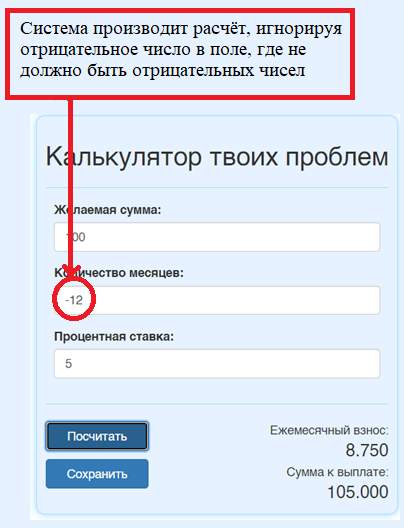 Система производит расчёт, игнорируя
отрицательное число в поле, где не
должно быть отрицательных чисел
Калькулятор твоих проблем
Желаемая сумма:
100
Количество месяцев:
-12
Процентная ставка:
5
Посчитать
Сохранить
Ежемесячный взнос:
8.750
Сумма к выплате:
105.000